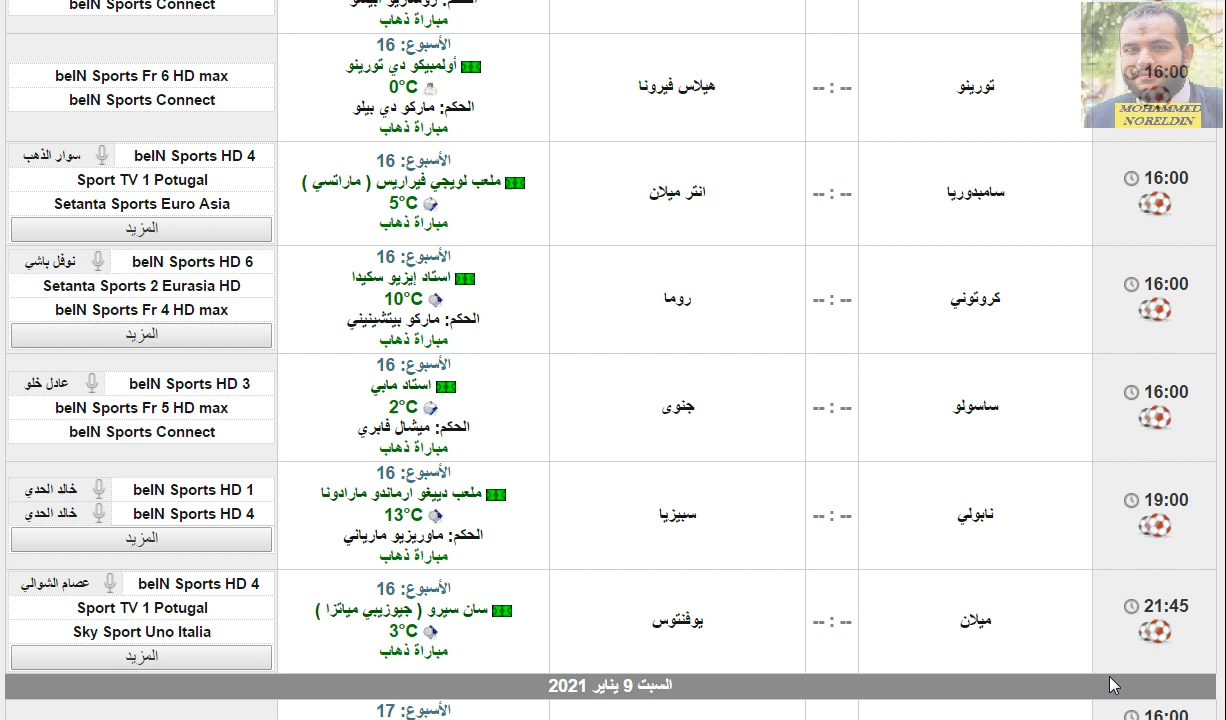 beIN Sports Connect
مباراة ذهاب
16:00
MOHAMMED
NORELDIN
تورينو
-- : --
هيلاس فيرونا
الأسبوع: 16
أولمبيكو دي تورينو
0°C
الحكم: ماركو دي بيلو
مباراة ذهاب
beIN Sports Fr 6 HD max
beIN Sports Connect
16:00
سامبدوريا
-- : --
انتر ميلان
الأسبوع: 16
ملعب لويجي فيراريس ( ماراتسي )
5°C
مباراة ذهاب
beIN Sports HD 4 سوار الذهب
Sport TV 1 Potugal
Setanta Sports Euro Asia
المزيد
16:00
كروتوني
-- : --
روما
الأسبوع: 16
استاد إيزيو سكيدا
10°C
الحكم: ماركو بيتشينيني
مباراة ذهاب
beIN Sports HD 6 نوفل باشي
Setanta Sports 2 Eurasia HD
beIN Sports Fr 4 HD max
المزيد
16:00
ساسولو
-- : --
جنوى
الأسبوع: 16
استاد مابي
2°C
الحكم: ميشال فابري
مباراة ذهاب
beIN Sports HD 3 عادل خلو
beIN Sports Fr 5 HD max
beIN Sports Connect
19:00
نابولي
-- : --
سبيزيا
الأسبوع: 16
ملعب دييغو ارماندو مارادونا
13°C
الحكم: ماوريزيو مارياني
مباراة ذهاب
beIN Sports HD 1 خالد الحدي
beIN Sports HD 4 خالد الحدي
المزيد
21:45
ميلان
-- : --
يوفنتوس
الأسبوع: 16
سان سيرو ( جيوزيبي مياتزا )
3°C
مباراة ذهاب
beIN Sports HD 4 عصام الشوالي
Sport TV 1 Potugal
Sky Sport Uno Italia
المزيد
السبت 9 يناير 2021
16:00
الأسبوع: 17